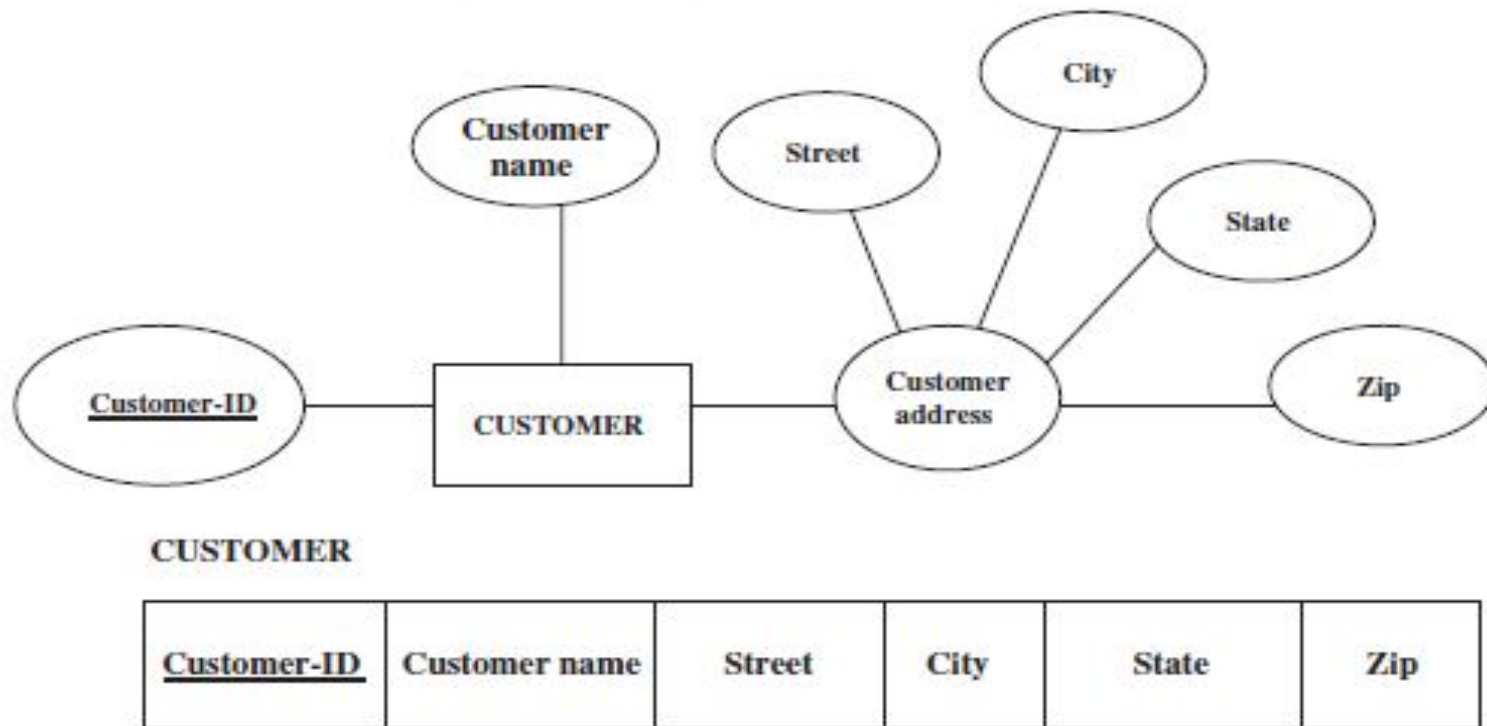 City
Customer
name
Street
State
Customer-ID
CUSTOMER
Customer
address
Zip
CUSTOMER
Customer-ID Customer name Street City State Zip